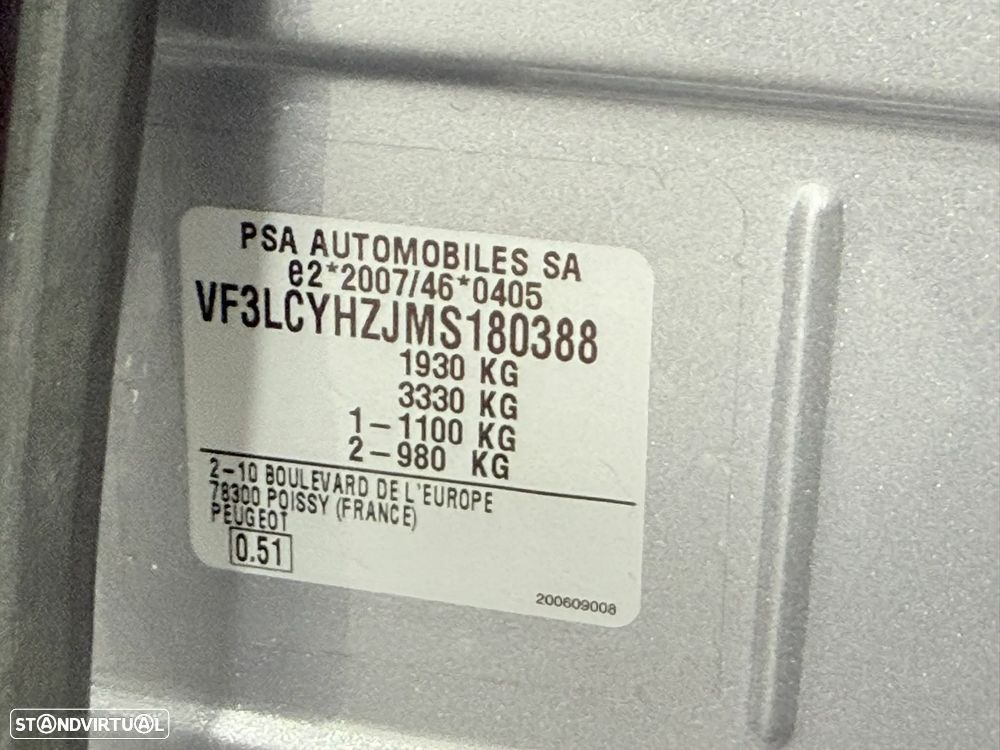 PSA AUTOMOBILES SA
e2*2007/46*0405
VF3LCYHZJMS180388
1930 KG
3330 KG
1-1100 KG
2-980 KG
2-10 BOULEVARD DE L'EUROPE
78300 POISSY (FRANCE)
PEUGEOT
0.51
200609008
STANDVIRTUAL